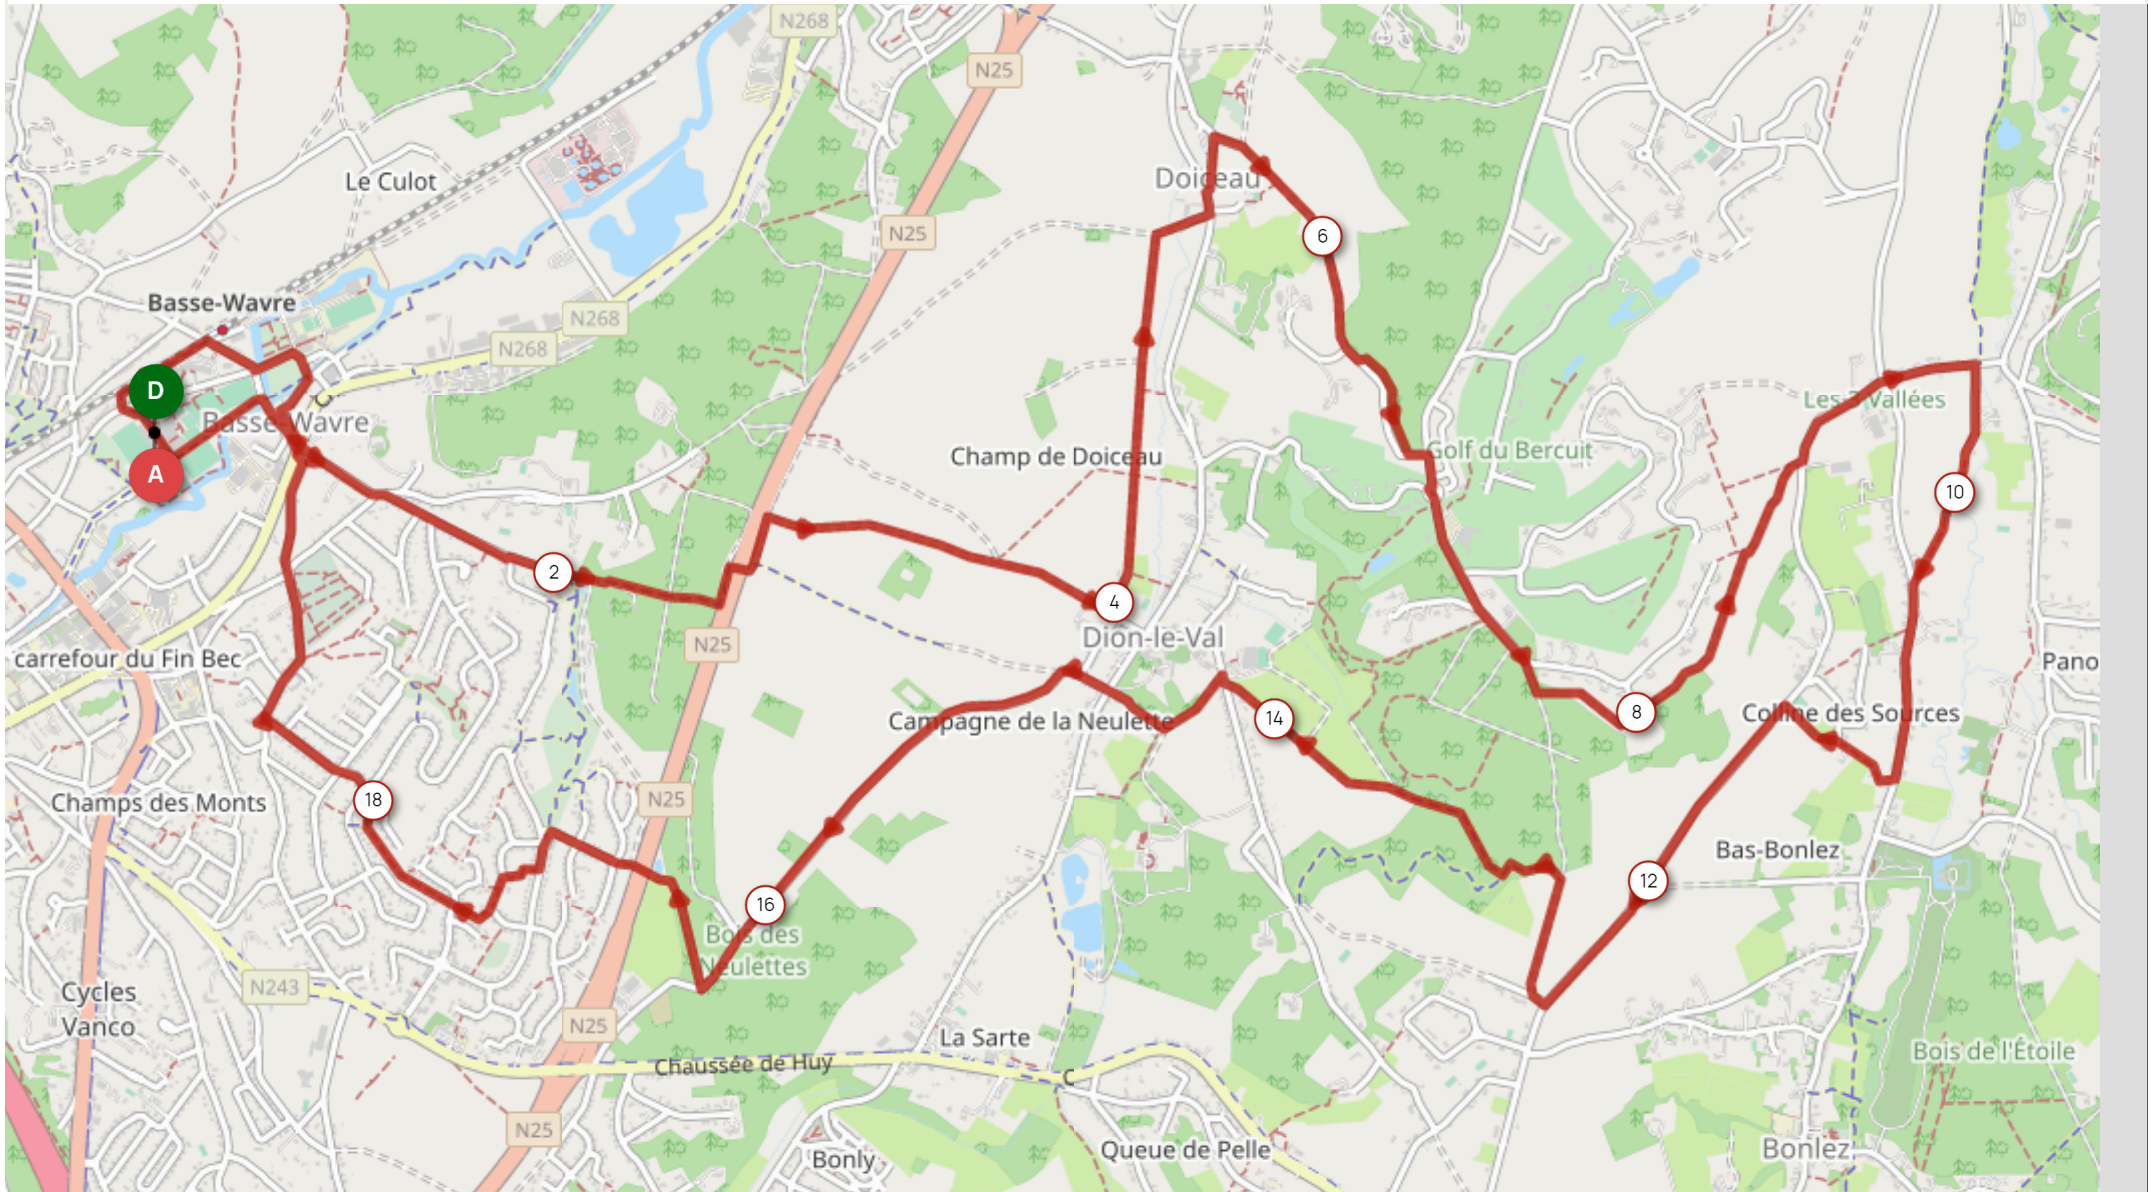 N268
N25
Le Culot
Doiceau
N25
6
Basse-Wavre
N268
N268
D
Les 3 Vallées
Basse-Wavre
Golf du Bercuit
Champ de Doiceau
A
10
2
4
N25
Dion-le-Val
carrefour du Fin Bec
Pano
8
Colline des Sources
14
Campagne de la Neulette
N25
18
Champs des Monts
Bas-Bonlez
12
16
Bois des
Neulettes
N243
Cycles
Vanco
N25
La Sarte
Bois de l'Étoile
Chaussée de Huy
C
N25
Queue de Pelle
Bonlez
Bonly